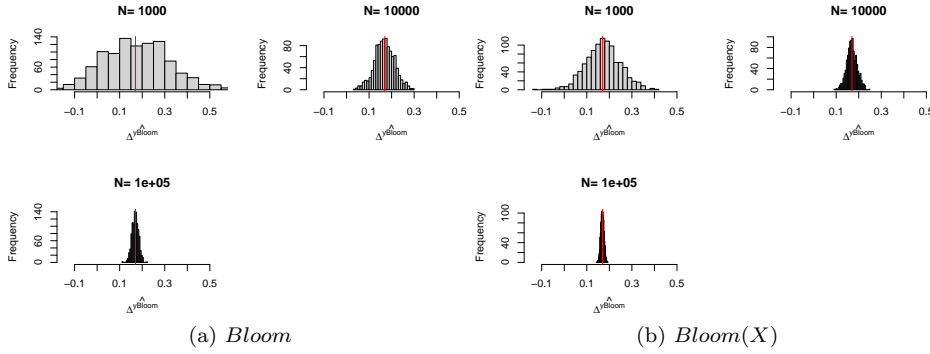 N= 1000
Frequency
0
60
140
−0.1
0.1
0.3
0.5
Δ̂yBloom
N= 10000
Frequency
0
40
80
−0.1
0.1
0.3
0.5
Δ̂yBloom
N= 1e+05
Frequency
0
60
140
−0.1
0.1
0.3
0.5
Δ̂yBloom
(a) Bloom
N= 1000
Frequency
0
40
100
−0.1
0.1
0.3
0.5
Δ̂yBloom
N= 10000
Frequency
0
40
80
−0.1
0.1
0.3
0.5
Δ̂yBloom
N= 1e+05
Frequency
0
40
100
−0.1
0.1
0.3
0.5
Δ̂yBloom
(b) Bloom(X)